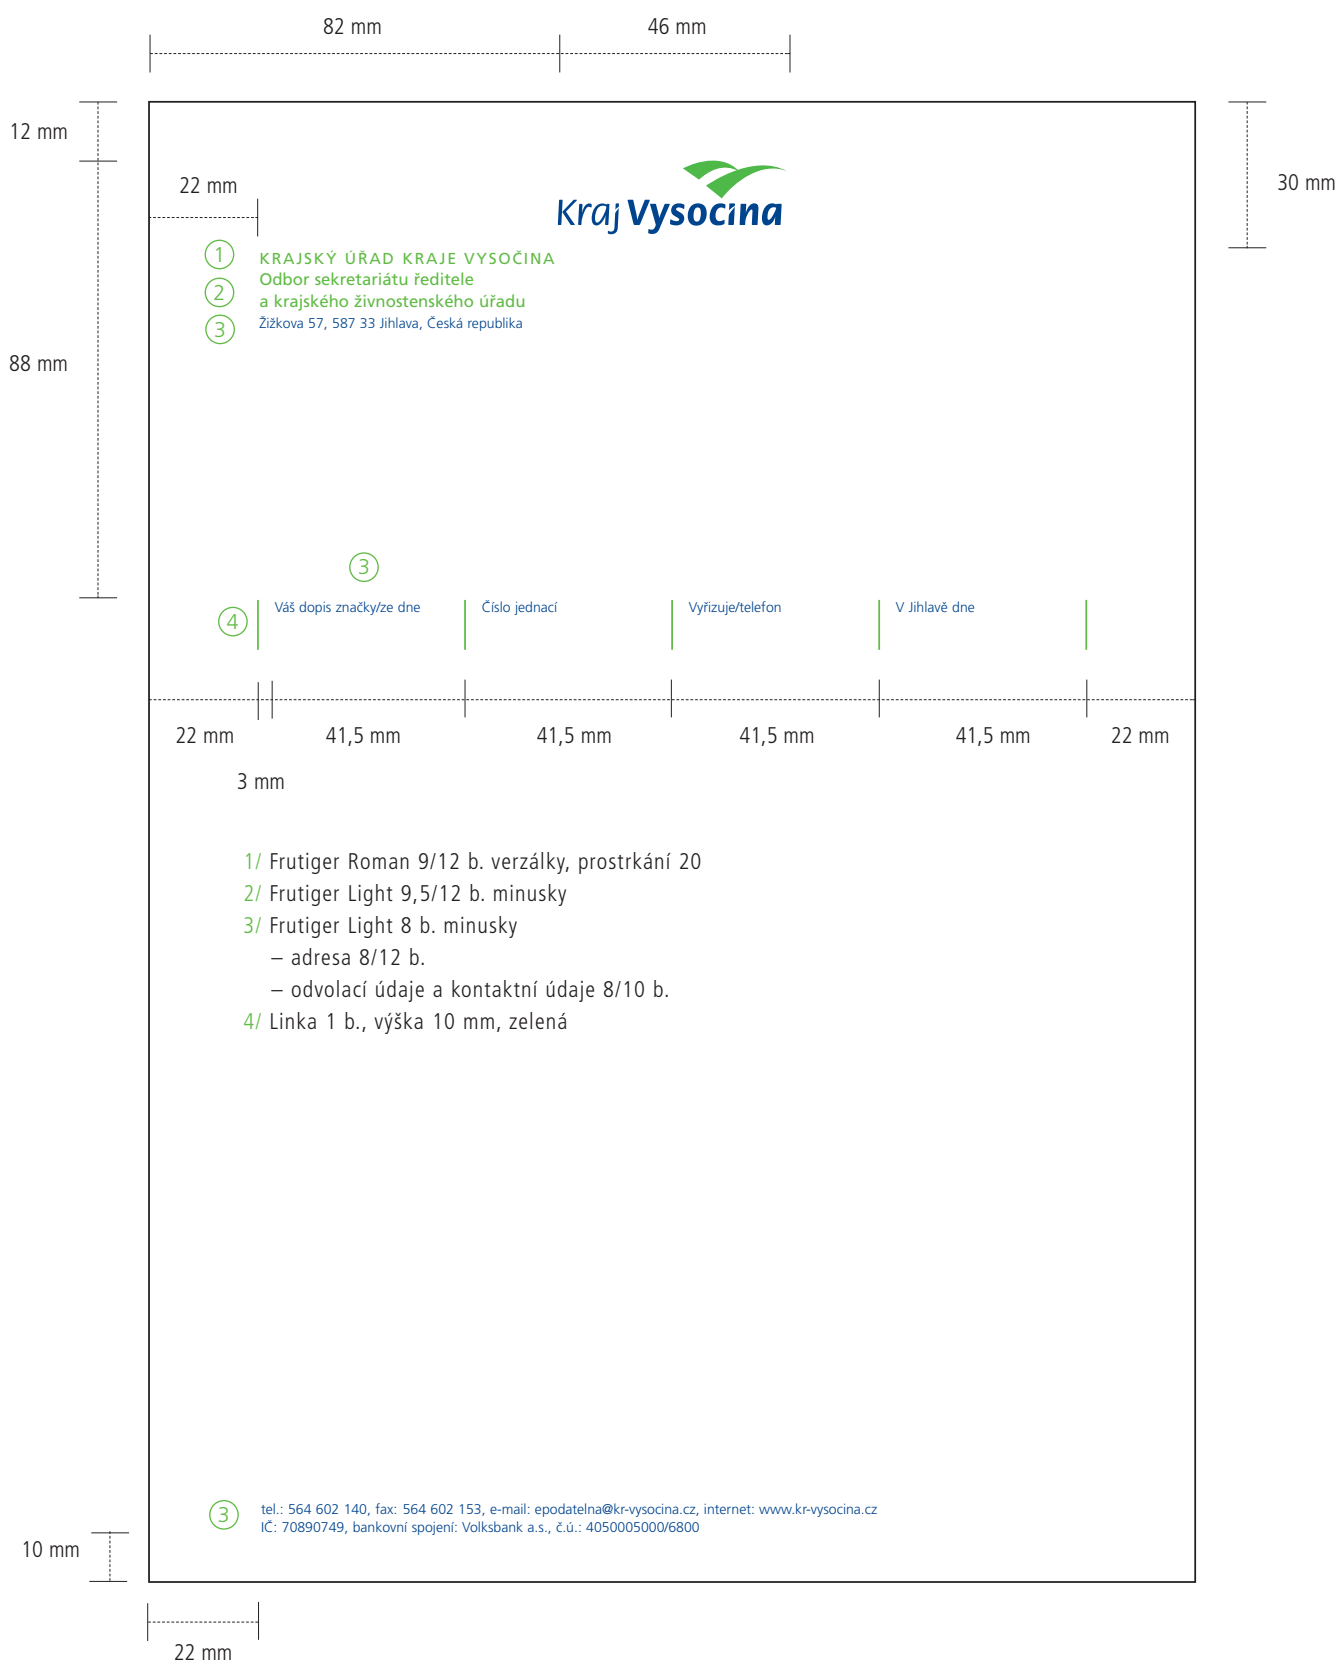 82 mm
46 mm
12 mm
30 mm
22 mm
Kraj Vysočina
1 KRAJSKÝ ÚŘAD KRAJE VYSOČINA
2 Odbor sekretariátu ředitele
a krajského živnostenského úřadu
3 Žižkova 57, 587 33 Jihlava, Česká republika
88 mm
3
4 Váš dopis značky/ze dne Číslo jednací Vyřizuje/telefon V Jihlavě dne
22 mm 41,5 mm 41,5 mm 41,5 mm 41,5 mm 22 mm
3 mm
1/ Frutiger Roman 9/12 b. verzálky, prostrkání 20
2/ Frutiger Light 9,5/12 b. minusky
3/ Frutiger Light 8 b. minusky
– adresa 8/12 b.
– odvolací údaje a kontaktní údaje 8/10 b.
4/ Linka 1 b., výška 10 mm, zelená
3 tel.: 564 602 140, fax: 564 602 153, e-mail: epodatelna@kr-vysocina.cz, internet: www.kr-vysocina.cz
IČ: 70890749, bankovní spojení: Volksbank a.s., č.ú.: 4050005000/6800
10 mm
22 mm